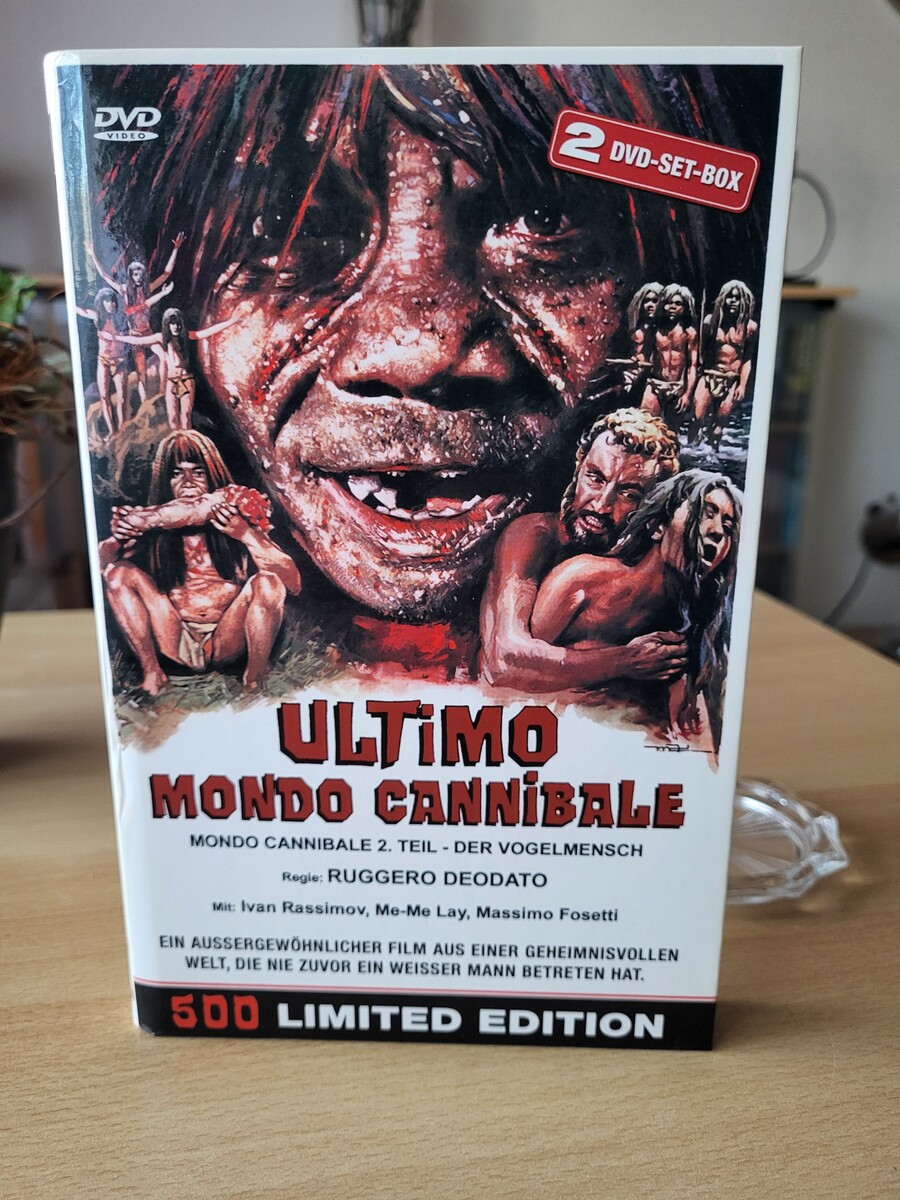 DVD
VIDEO
2 DVD-SET-BOX
ULTiMO
MONDO CANNiBALE
MONDO CANNIBALE 2. TEIL - DER VOGELMENSCH
Regie: RUGGERO DEODATO
Mit: Ivan Rassimov, Me-Me Lay, Massimo Fosetti
EIN AUSSERGEWÖHNLICHER FILM AUS EINER GEHEIMNISVOLLEN
WELT, DIE NIE ZUVOR EIN WEISSER MANN BETRETEN HAT.
500 LIMITED EDITION